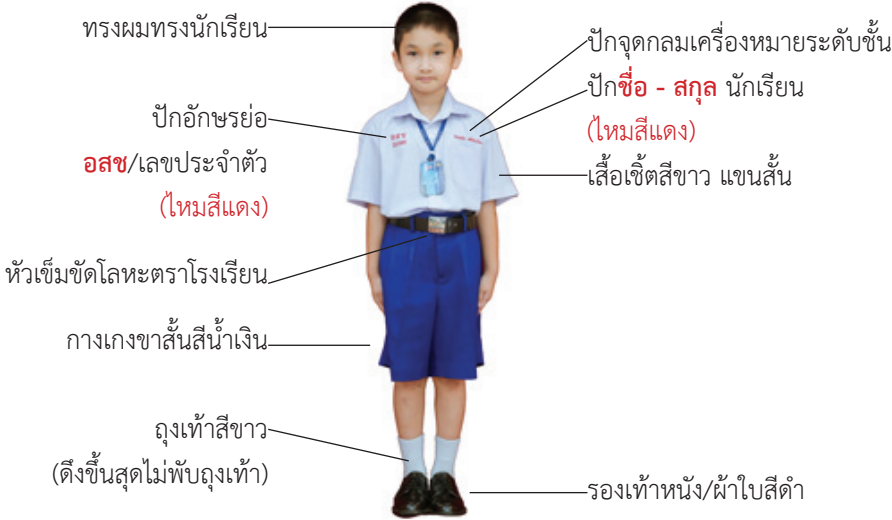 ทรงผมทรงนักเรียน
ปักอักษรย่อ
อสช/เลขประจำตัว
(ไหมสีแดง)
หัวเข็มขัดโลหะตราโรงเรียน
กางเกงขาสั้นสีน้ำเงิน
ถุงเท้าสีขาว
(ดึงขึ้นสุดไม่พับถุงเท้า)
ปักจุดกลมเครื่องหมายระดับชั้น
ปักชื่อ - สกุล นักเรียน
(ไหมสีแดง)
เสื้อเชิ้ตสีขาว แขนสั้น
รองเท้าหนัง/ผ้าใบสีดำ